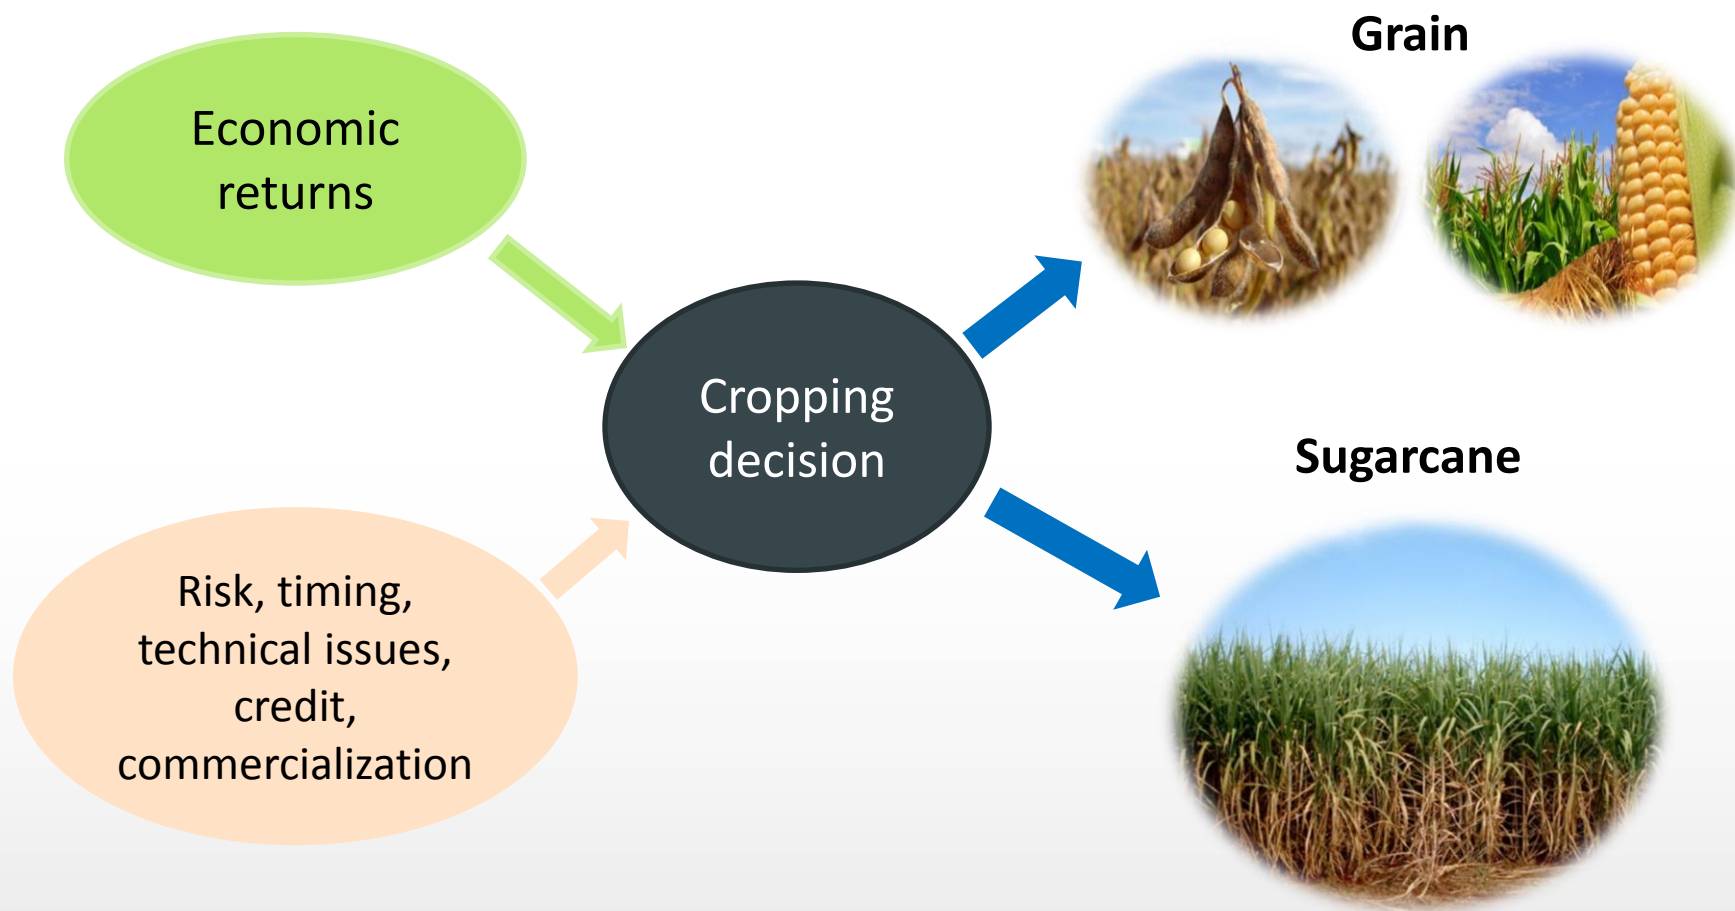 Grain
Economic
returns
Cropping
decision
Sugarcane
Risk, timing,
technical issues,
credit,
commercialization